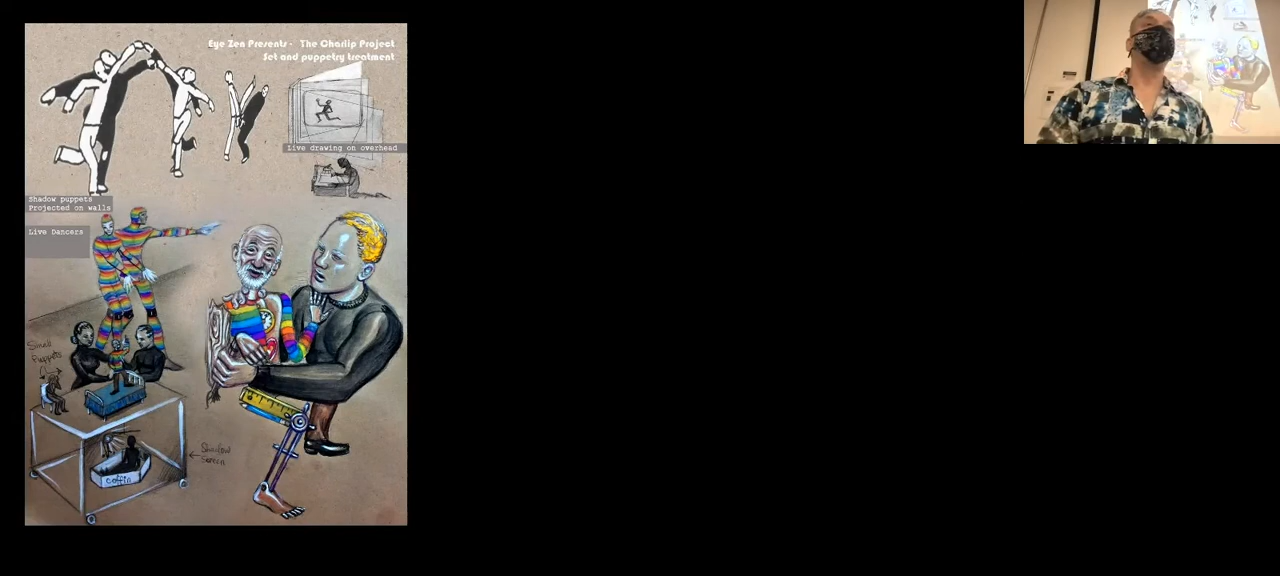 Eye Zen Presents - The Charlip Project
Set and puppetry treatment
Live drawing on overhead
Shadow puppets
Projected on walls
Live Dancers
Small
Puppets
Shadow
Screen
coffin